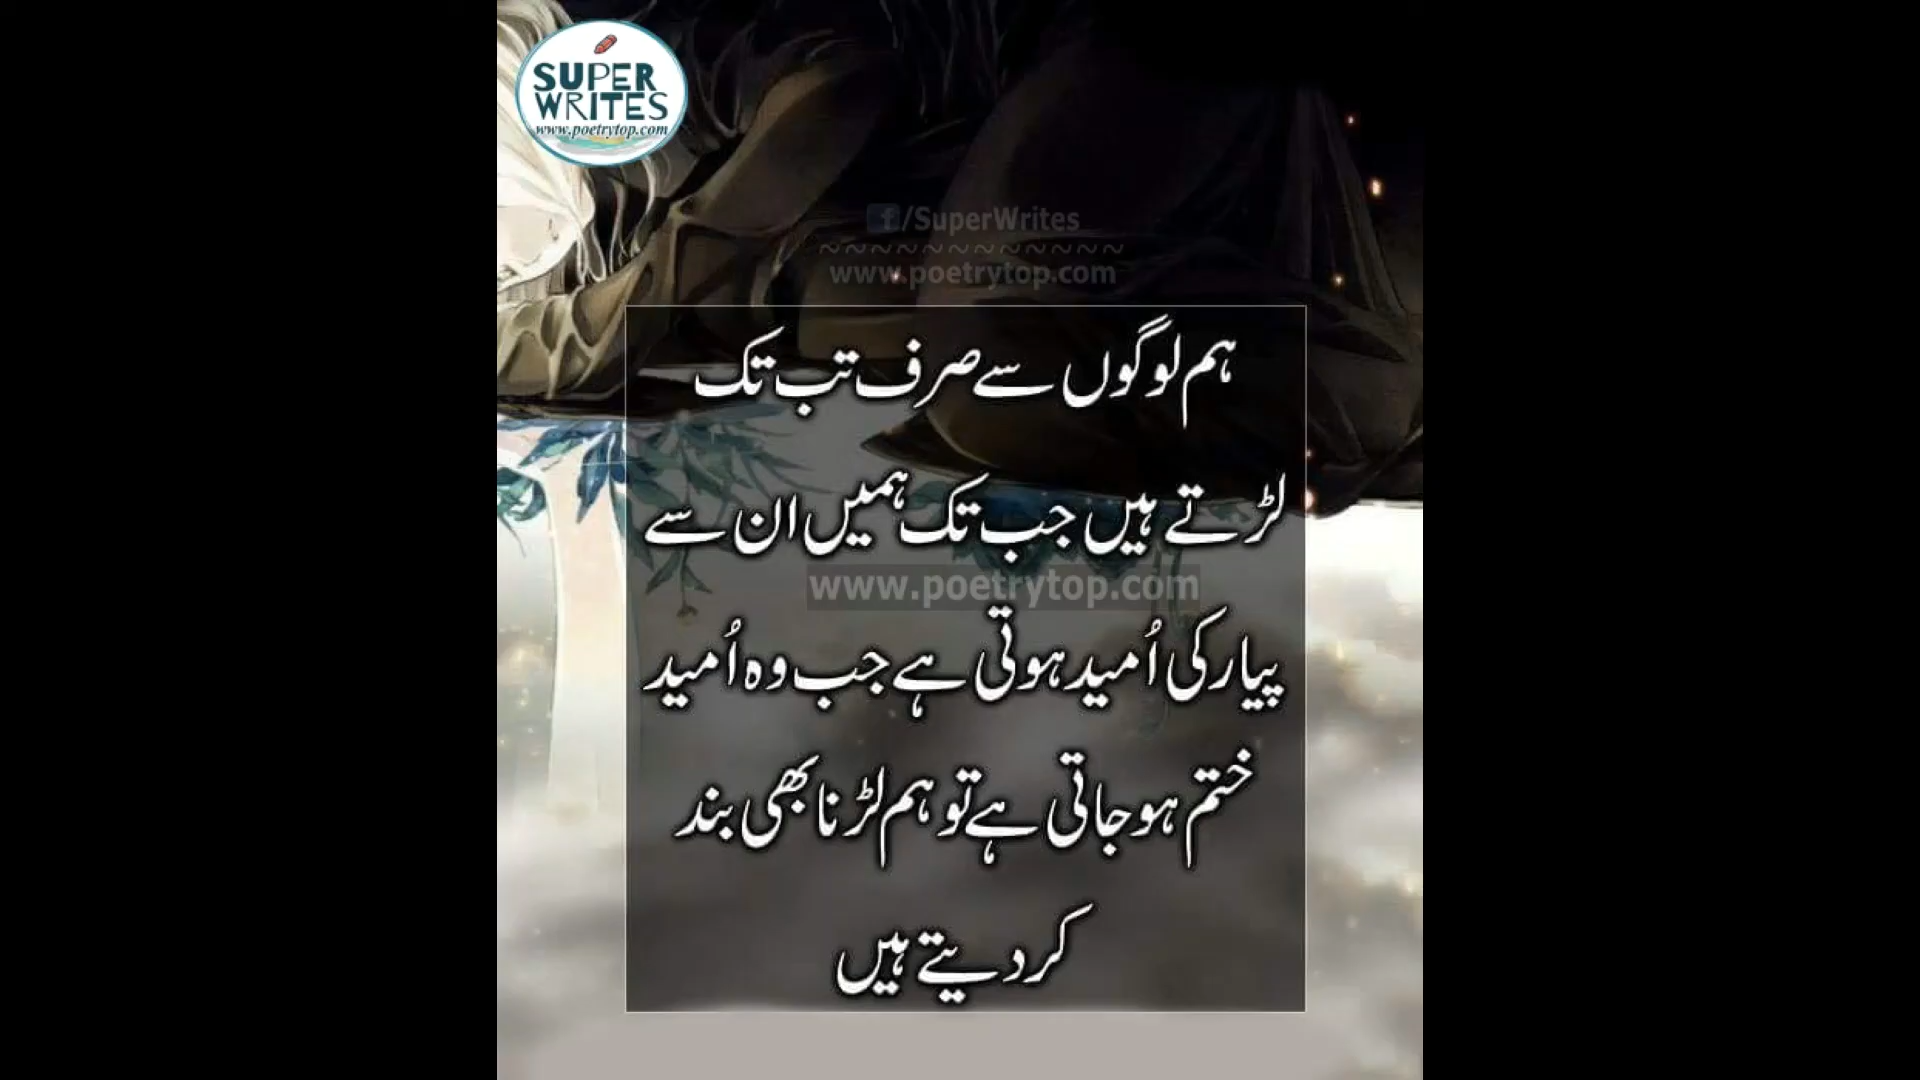 SUPER
WRITES
www.poetrytop.com
f/SuperWrites
~~~~~~~~~~~~
www.poetrytop.com
ہم لوگوں سے صرف تب تک
لڑتے ہیں جب تک ہمیں ان سے
www.poetrytop.com
پیار کی اُمید ہوتی ہے جب وہ اُمید
ختم ہو جاتی ہے تو ہم لڑنا بھی بند
کر دیتے ہیں